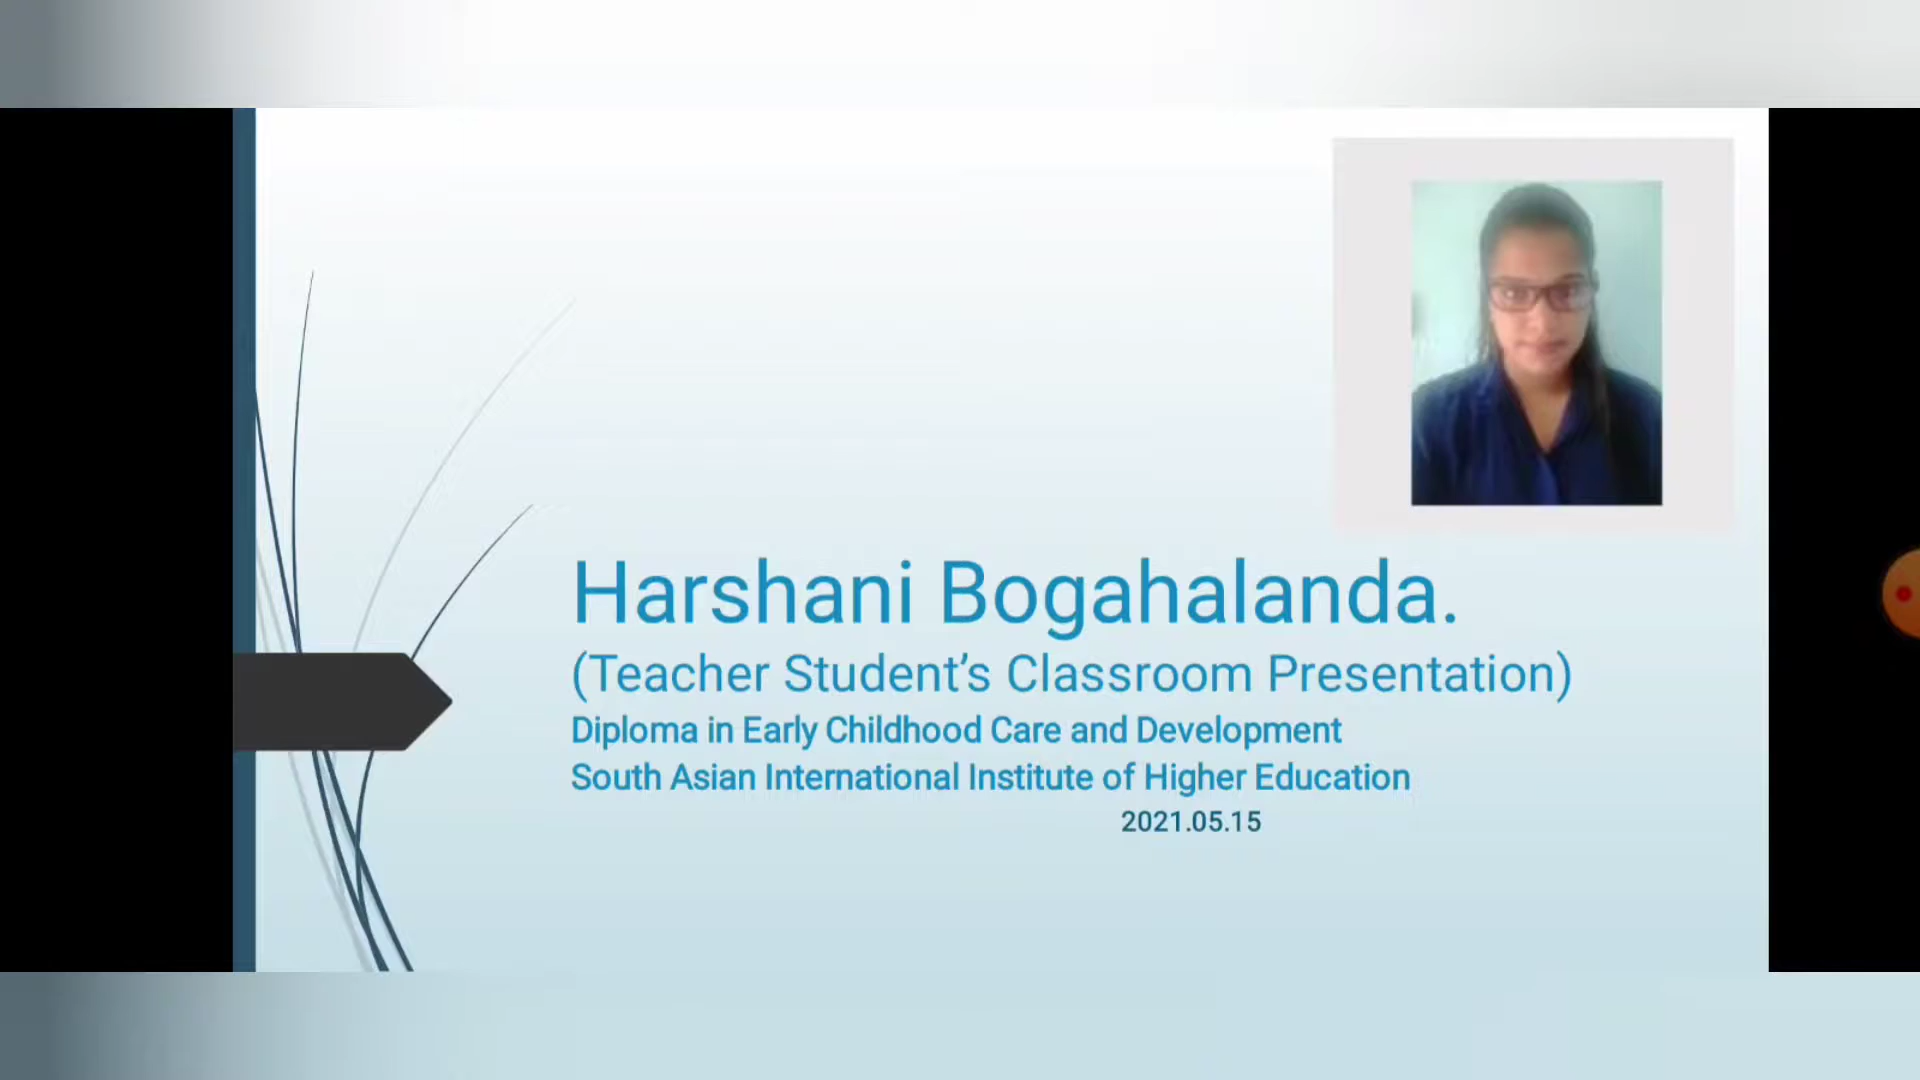 Harshani Bogahalanda.
(Teacher Student’s Classroom Presentation)
Diploma in Early Childhood Care and Development
South Asian International Institute of Higher Education
2021.05.15